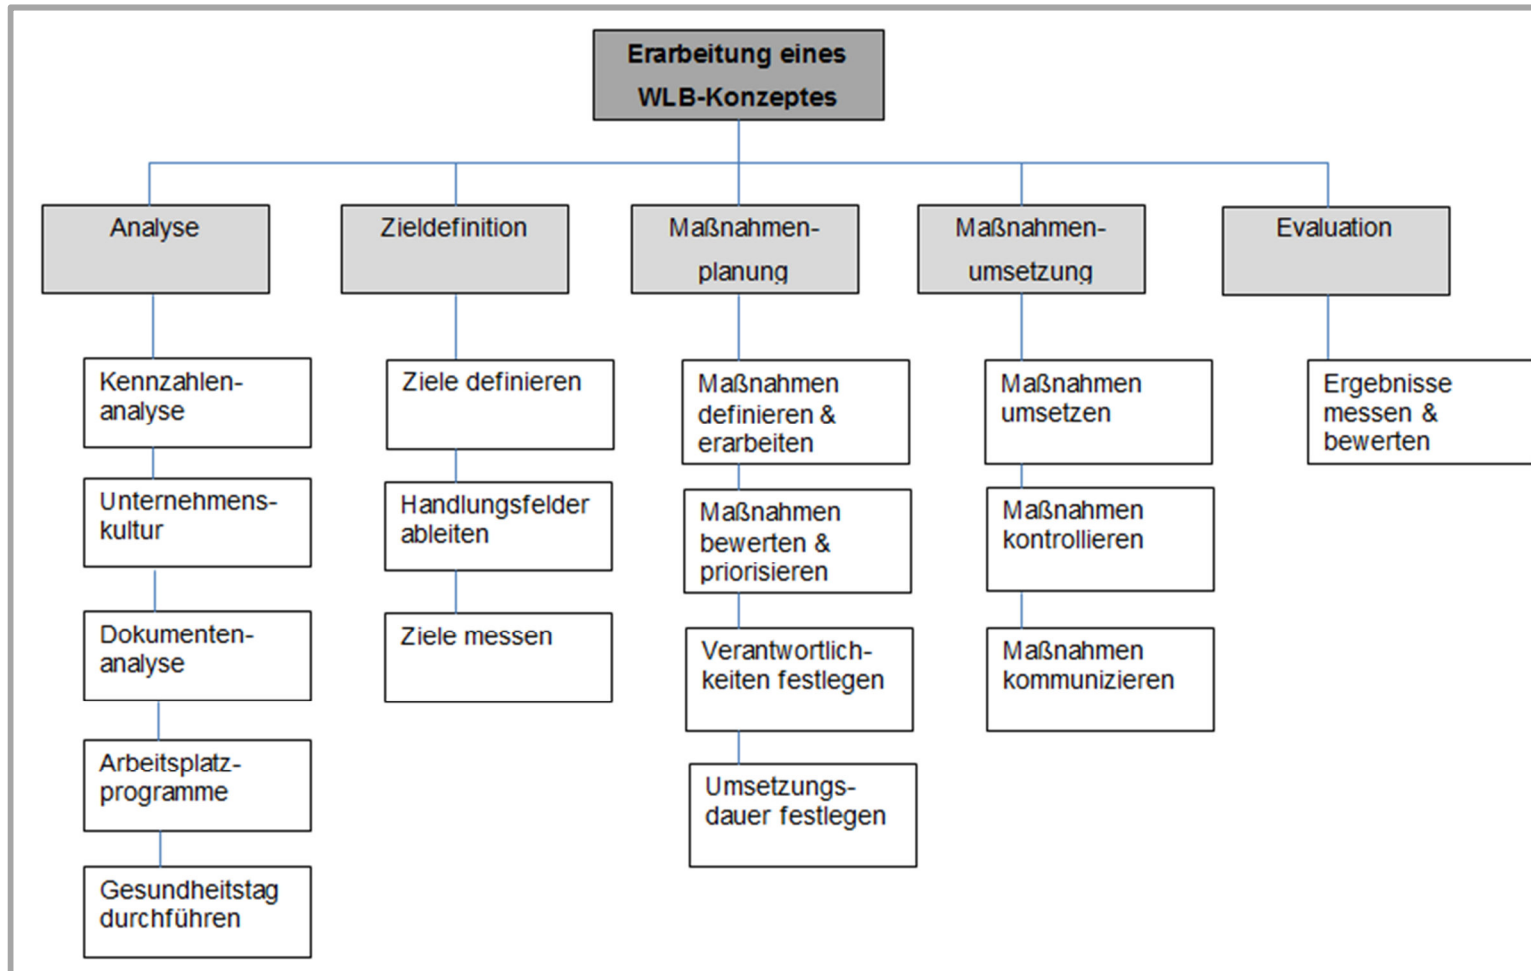 Erarbeitung eines
WLB-Konzeptes
Analyse
Zieldefinition
Maßnahmen-
planung
Maßnahmen-
umsetzung
Evaluation
Kennzahlen-
analyse
Unternehmens-
kultur
Dokumenten-
analyse
Arbeitsplatz-
programme
Gesundheitstag
durchführen
Ziele definieren
Handlungsfelder
ableiten
Ziele messen
Maßnahmen
definieren &
erarbeiten
Maßnahmen
bewerten &
priorisieren
Verantwortlich-
keiten festlegen
Umsetzungs-
dauer festlegen
Maßnahmen
umsetzen
Maßnahmen
kontrollieren
Maßnahmen
kommunizieren
Ergebnisse
messen &
bewerten